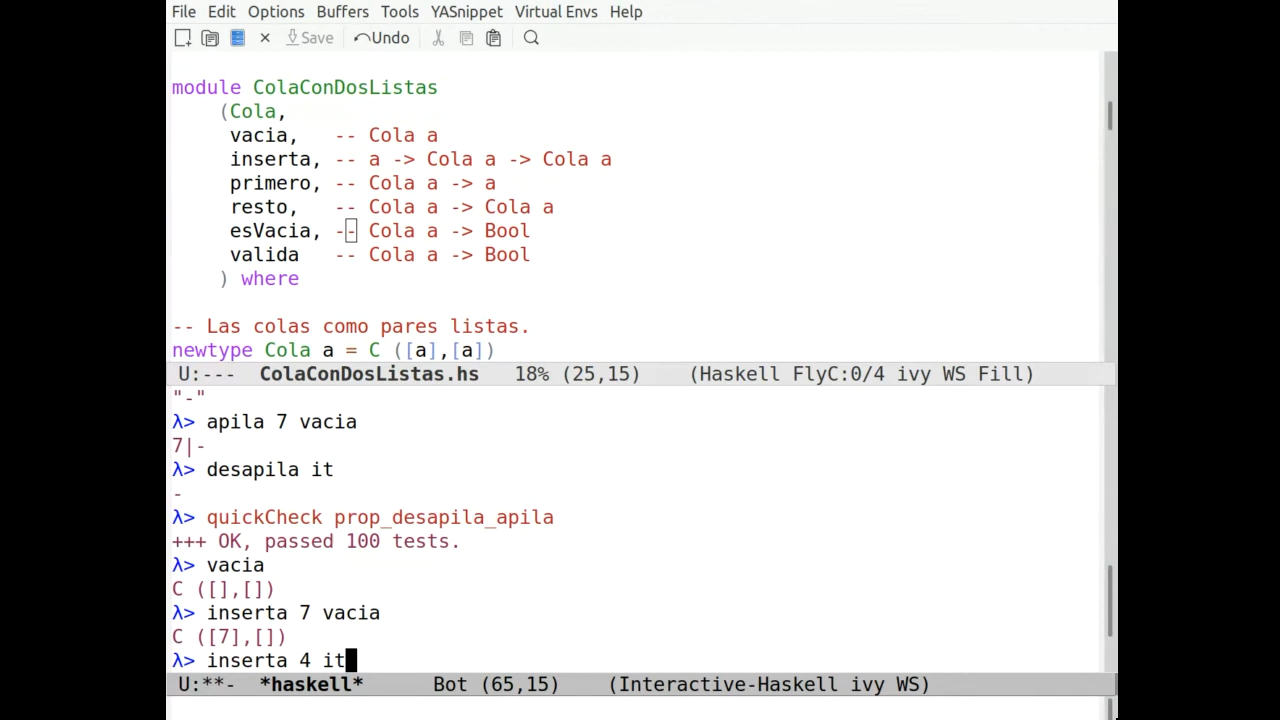 File Edit Options Buffers Tools YASnippet Virtual Envs Help
Save Undo
module ColaConDosListas
(Cola,
vacia, -- Cola a
inserta, -- a -> Cola a -> Cola a
primero, -- Cola a -> a
resto, -- Cola a -> Cola a
esVacia, -- Cola a -> Bool
valida -- Cola a -> Bool
) where
-- Las colas como pares listas.
newtype Cola a = C ([a],[a])
U:--- ColaConDosListas.hs 18% (25,15) (Haskell FlyC:0/4 ivy WS Fill)
"-"
λ> apila 7 vacia
7|-
λ> desapila it
-
λ> quickCheck prop_desapila_apila
+++ OK, passed 100 tests.
λ> vacia
C ([],[])
λ> inserta 7 vacia
C ([7],[])
λ> inserta 4 it
U:**- *haskell* Bot (65,15) (Interactive-Haskell ivy WS)